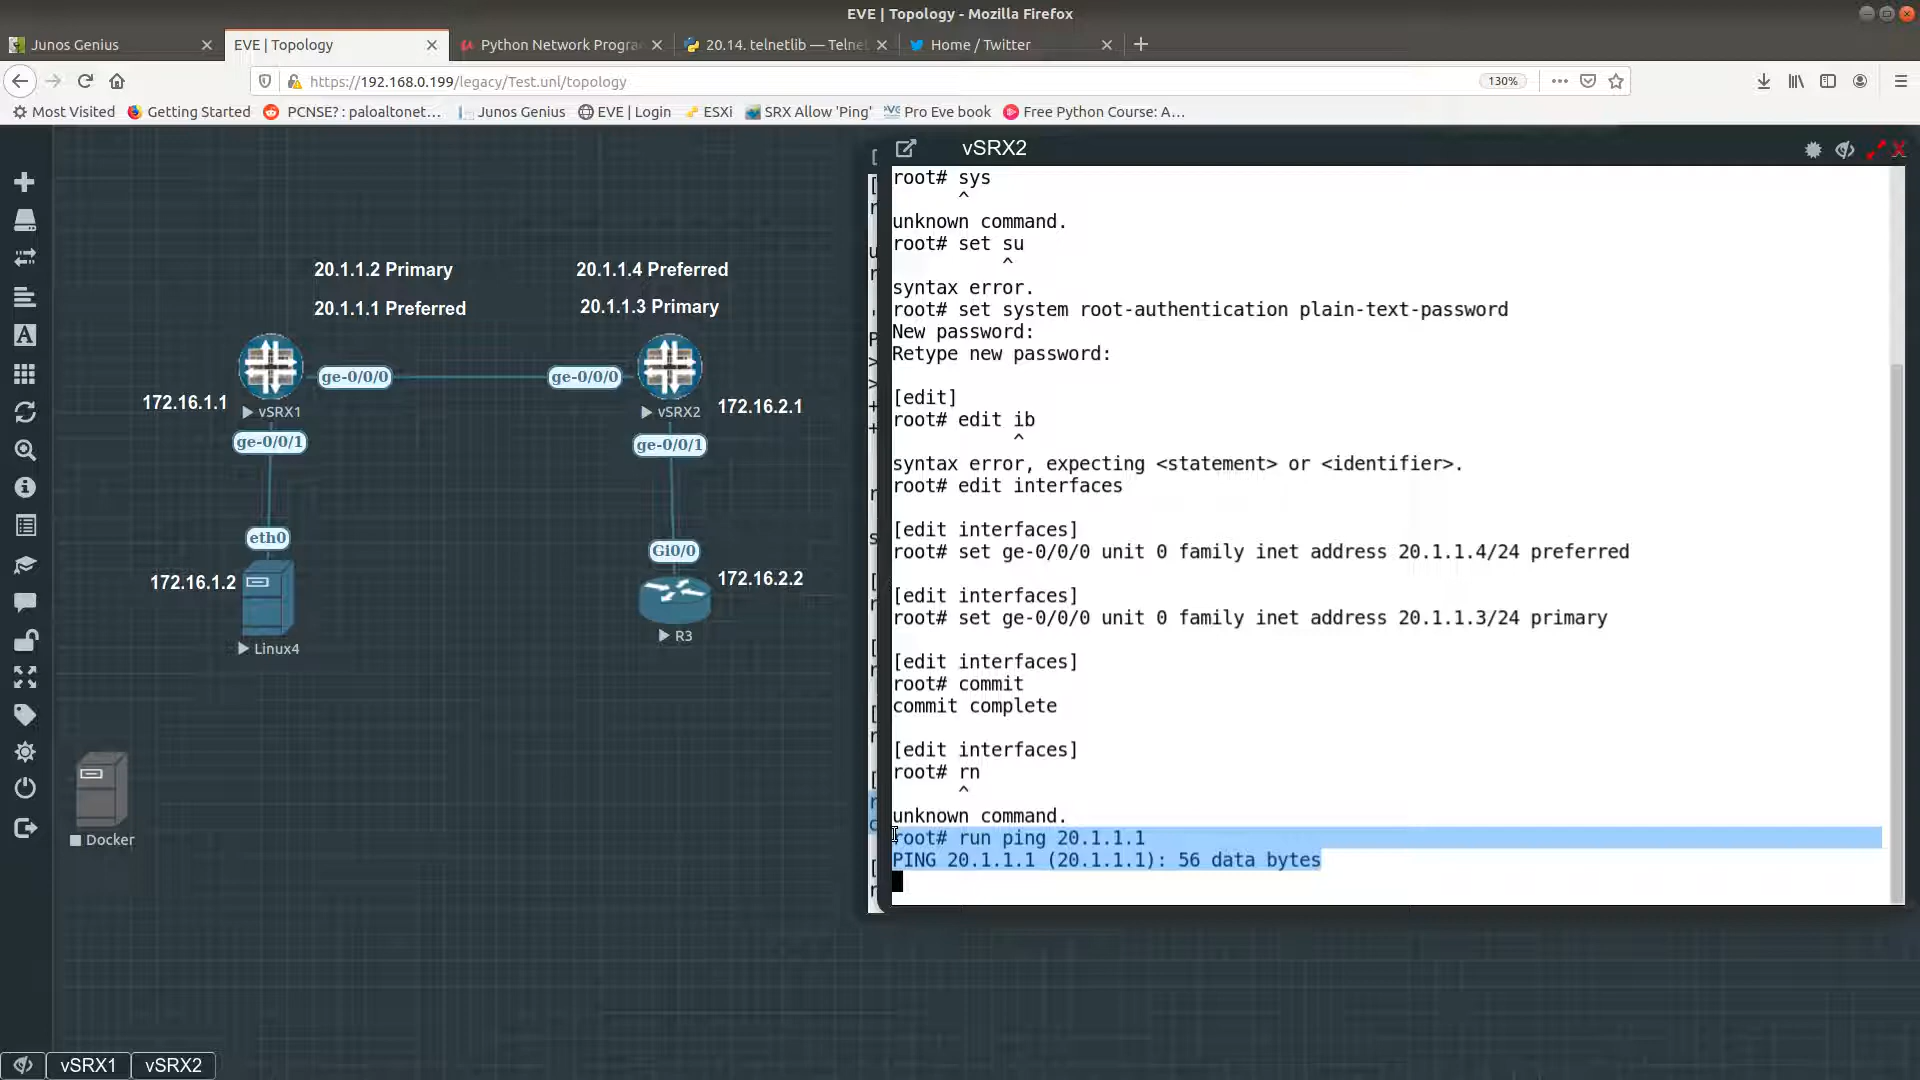 EVE | Topology - Mozilla Firefox
Junos Genius
EVE | Topology
Python Network Progra
20.14. telnetlib — Telne
Home / Twitter
https://192.168.0.199/legacy/Test.unl/topology
130%
Most Visited
Getting Started
PCNSE? : paloaltonet…
Junos Genius
EVE | Login
ESXi
SRX Allow 'Ping'
Pro Eve book
Free Python Course: A…
20.1.1.2 Primary
20.1.1.1 Preferred
20.1.1.4 Preferred
20.1.1.3 Primary
ge-0/0/0
ge-0/0/0
172.16.1.1
vSRX1
vSRX2
172.16.2.1
ge-0/0/1
ge-0/0/1
eth0
Gi0/0
172.16.1.2
172.16.2.2
Linux4
R3
Docker
vSRX2
root# sys
^
unknown command.
root# set su
^
syntax error.
root# set system root-authentication plain-text-password
New password:
Retype new password:
[edit]
root# edit ib
^
syntax error, expecting <statement> or <identifier>.
root# edit interfaces
[edit interfaces]
root# set ge-0/0/0 unit 0 family inet address 20.1.1.4/24 preferred
[edit interfaces]
root# set ge-0/0/0 unit 0 family inet address 20.1.1.3/24 primary
[edit interfaces]
root# commit
commit complete
[edit interfaces]
root# rn
^
unknown command.
root# run ping 20.1.1.1
PING 20.1.1.1 (20.1.1.1): 56 data bytes
vSRX1
vSRX2